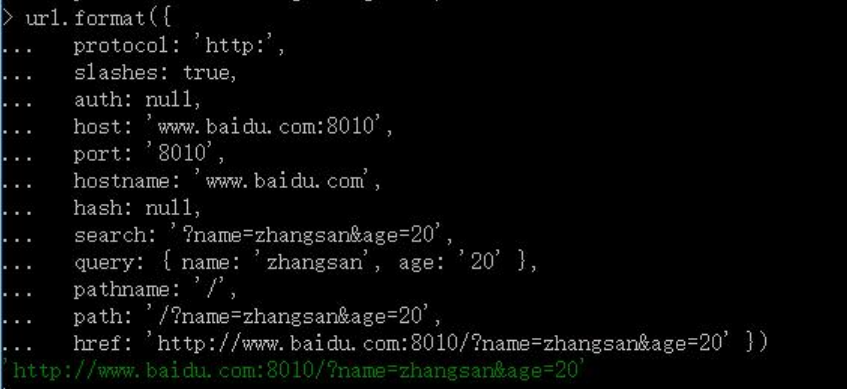 > url.format({
...    protocol: 'http:',
...    slashes: true,
...    auth: null,
...    host: 'www.baidu.com:8010',
...    port: '8010',
...    hostname: 'www.baidu.com',
...    hash: null,
...    search: '?name=zhangsan&age=20',
...    query: { name: 'zhangsan', age: '20' },
...    pathname: '/',
...    path: '/?name=zhangsan&age=20',
...    href: 'http://www.baidu.com:8010/?name=zhangsan&age=20' })
'http://www.baidu.com:8010/?name=zhangsan&age=20'